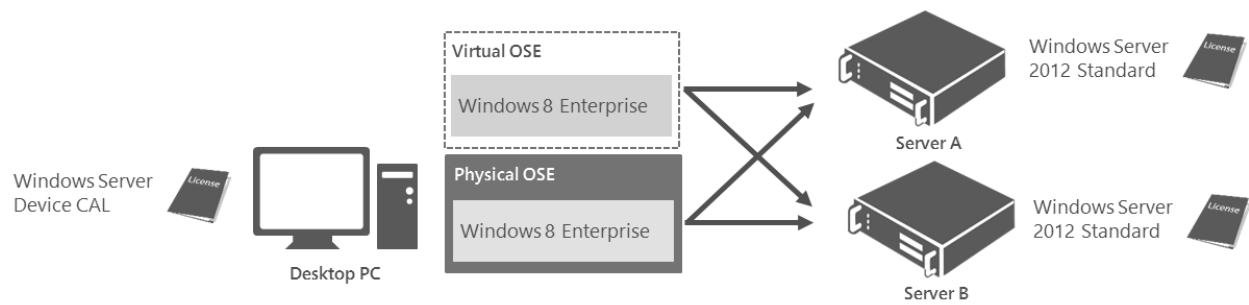 Windows Server
Device CAL
License
Desktop PC
Virtual OSE
Windows 8 Enterprise
Physical OSE
Windows 8 Enterprise
Server A
Windows Server
2012 Standard
License
Server B
Windows Server
2012 Standard
License